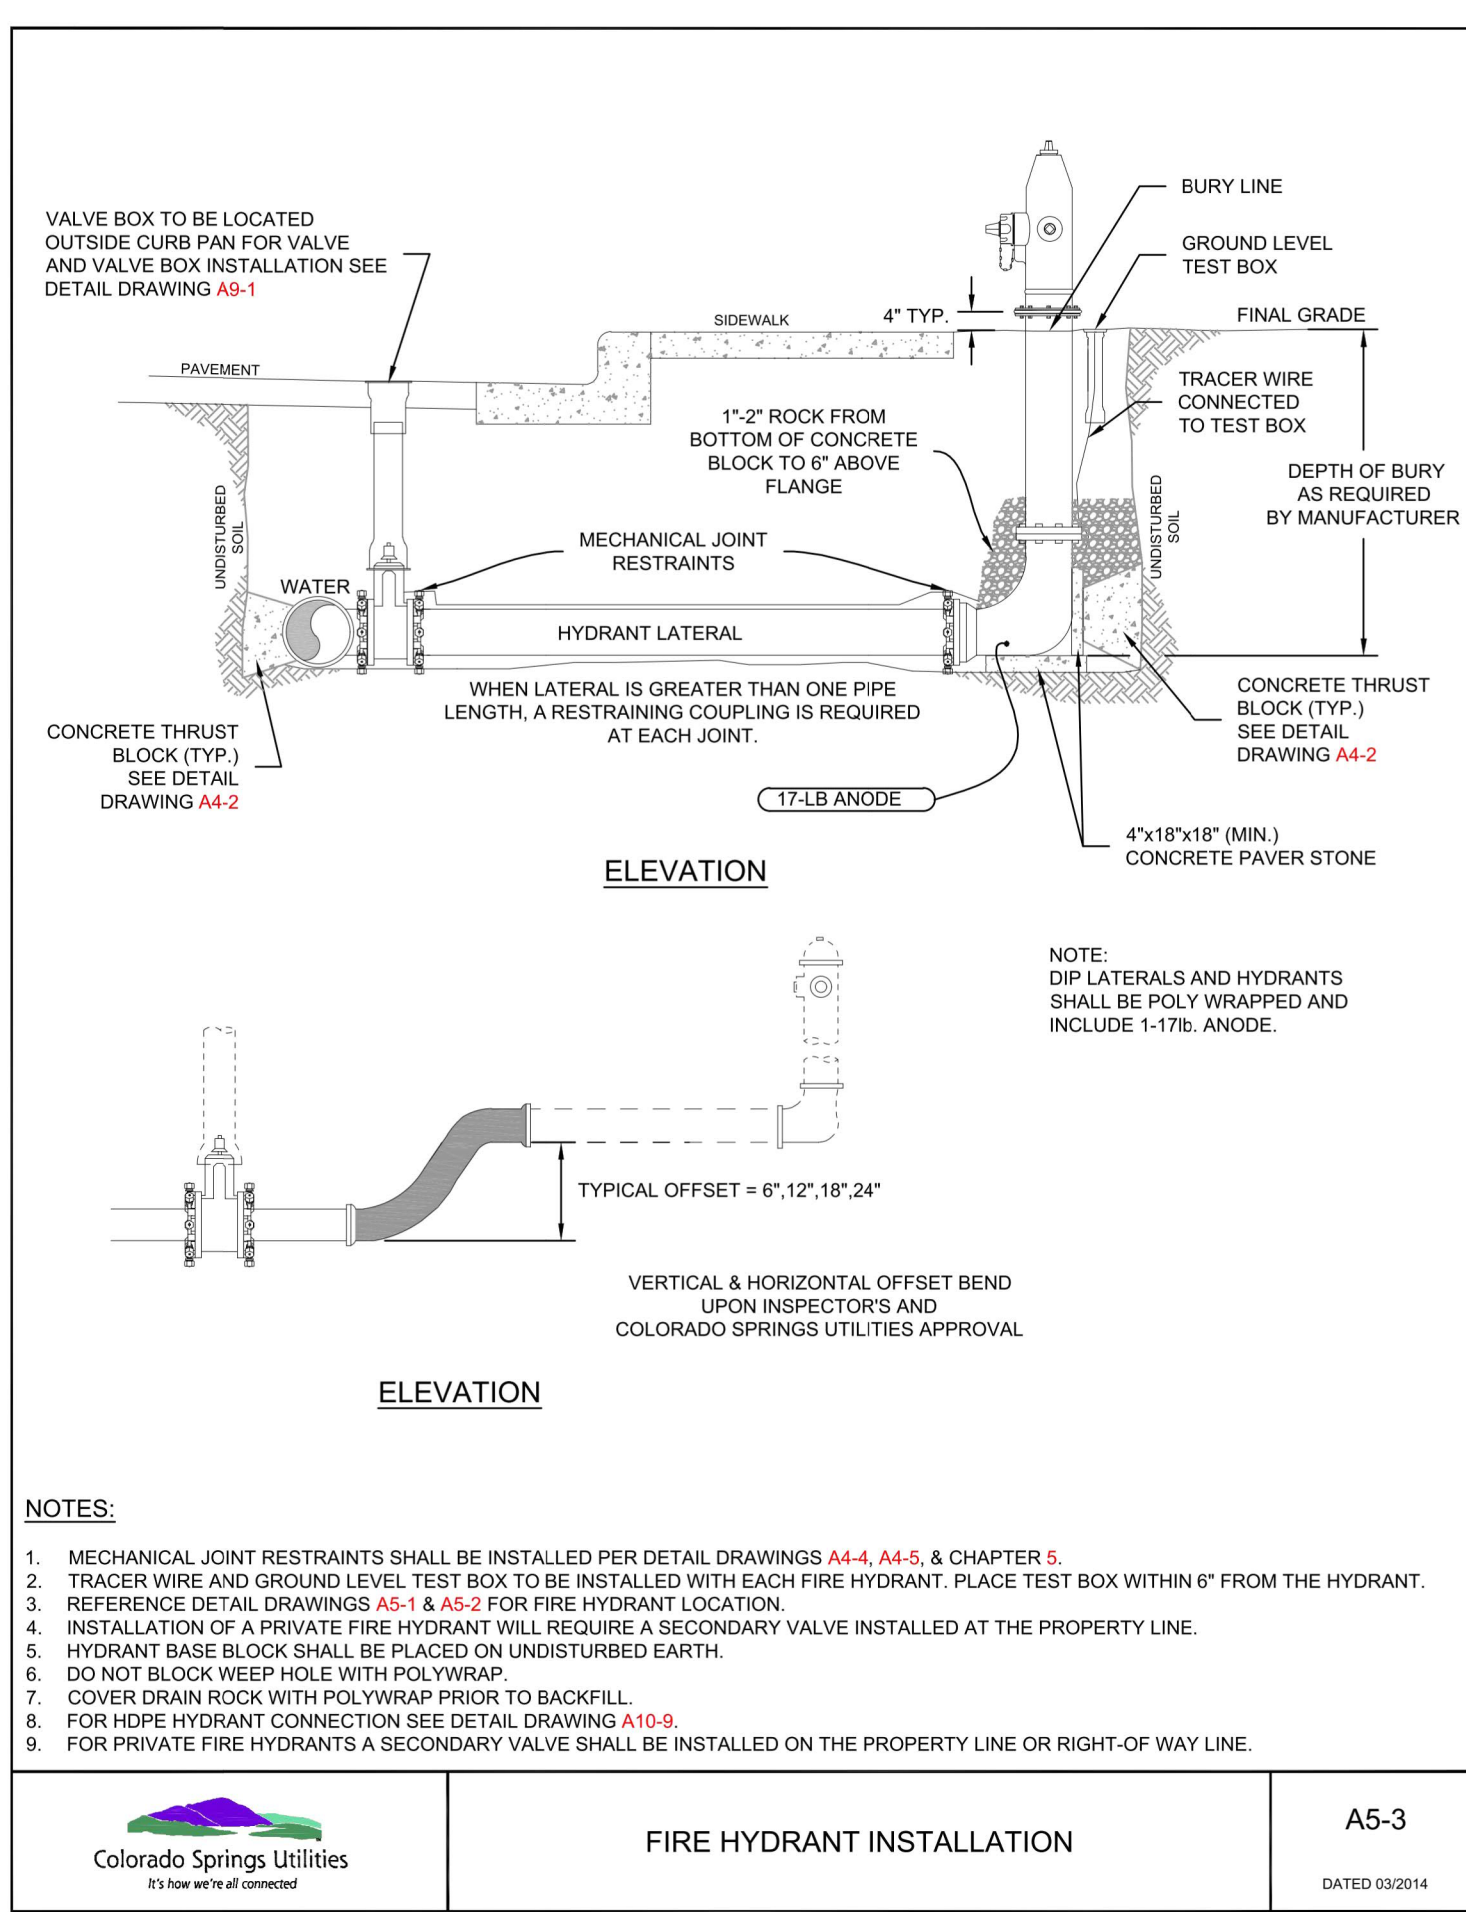 VALVE BOX TO BE LOCATED
OUTSIDE CURB PAN FOR VALVE
AND VALVE BOX INSTALLATION SEE
DETAIL DRAWING A9-1
BURY LINE
GROUND LEVEL
TEST BOX
4" TYP.
FINAL GRADE
SIDEWALK
PAVEMENT
TRACER WIRE
CONNECTED
TO TEST BOX
1"-2" ROCK FROM
BOTTOM OF CONCRETE
BLOCK TO 6" ABOVE
FLANGE
DEPTH OF BURY
AS REQUIRED
BY MANUFACTURER
UNDISTURBED
SOIL
UNDISTURBED
SOIL
MECHANICAL JOINT
RESTRAINTS
WATER
HYDRANT LATERAL
WHEN LATERAL IS GREATER THAN ONE PIPE
LENGTH, A RESTRAINING COUPLING IS REQUIRED
AT EACH JOINT.
CONCRETE THRUST
BLOCK (TYP.)
SEE DETAIL
DRAWING A4-2
CONCRETE THRUST
BLOCK (TYP.)
SEE DETAIL
DRAWING A4-2
17-LB ANODE
4"x18"x18" (MIN.)
CONCRETE PAVER STONE
ELEVATION
NOTE:
DIP LATERALS AND HYDRANTS
SHALL BE POLY WRAPPED AND
INCLUDE 1-17lb. ANODE.
TYPICAL OFFSET = 6",12",18",24"
VERTICAL & HORIZONTAL OFFSET BEND
UPON INSPECTOR'S AND
COLORADO SPRINGS UTILITIES APPROVAL
ELEVATION
NOTES:
1. MECHANICAL JOINT RESTRAINTS SHALL BE INSTALLED PER DETAIL DRAWINGS A4-4, A4-5, & CHAPTER 5.
2. TRACER WIRE AND GROUND LEVEL TEST BOX TO BE INSTALLED WITH EACH FIRE HYDRANT. PLACE TEST BOX WITHIN 6" FROM THE HYDRANT.
3. REFERENCE DETAIL DRAWINGS A5-1 & A5-2 FOR FIRE HYDRANT LOCATION.
4. INSTALLATION OF A PRIVATE FIRE HYDRANT WILL REQUIRE A SECONDARY VALVE INSTALLED AT THE PROPERTY LINE.
5. HYDRANT BASE BLOCK SHALL BE PLACED ON UNDISTURBED EARTH.
6. DO NOT BLOCK WEEP HOLE WITH POLYWRAP.
7. COVER DRAIN ROCK WITH POLYWRAP PRIOR TO BACKFILL.
8. FOR HDPE HYDRANT CONNECTION SEE DETAIL DRAWING A10-9.
9. FOR PRIVATE FIRE HYDRANTS A SECONDARY VALVE SHALL BE INSTALLED ON THE PROPERTY LINE OR RIGHT-OF WAY LINE.
Colorado Springs Utilities
It's how we're all connected
FIRE HYDRANT INSTALLATION
A5-3
DATED 03/2014